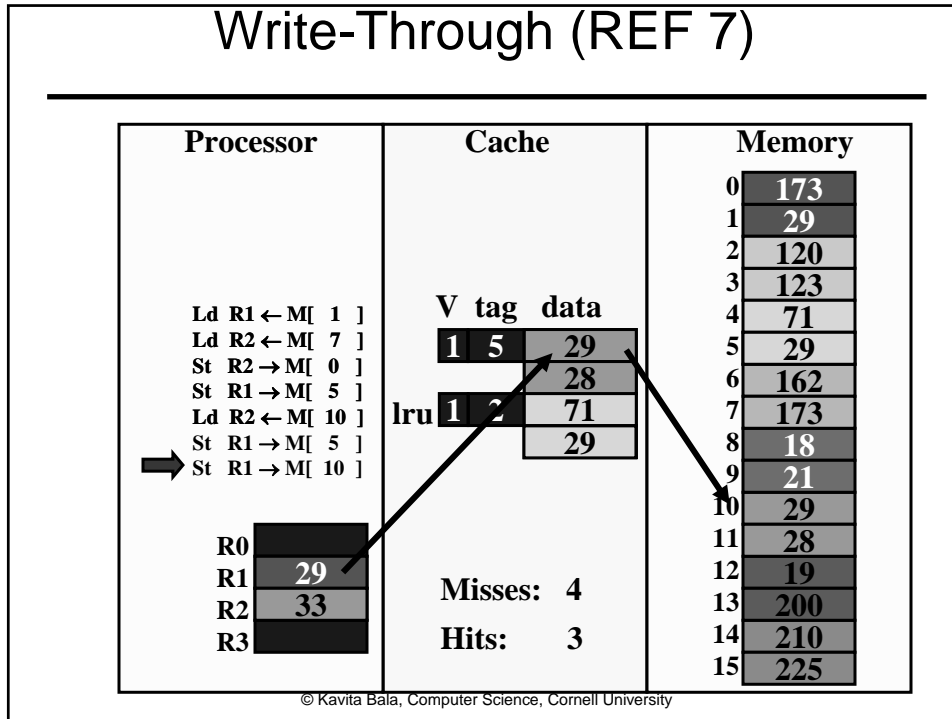 Write-Through (REF 7)
Processor
Ld R1 ← M[ 1 ]
Ld R2 ← M[ 7 ]
St R2 → M[ 0 ]
St R1 → M[ 5 ]
Ld R2 ← M[ 10 ]
St R1 → M[ 5 ]
St R1 → M[ 10 ]
R0
R1 29
R2 33
R3
Cache
V tag data
1 5 29
28
lru 1 2 71
29
Misses: 4
Hits: 3
Memory
0 173
1 29
2 120
3 123
4 71
5 29
6 162
7 173
8 18
9 21
10 29
11 28
12 19
13 200
14 210
15 225
© Kavita Bala, Computer Science, Cornell University